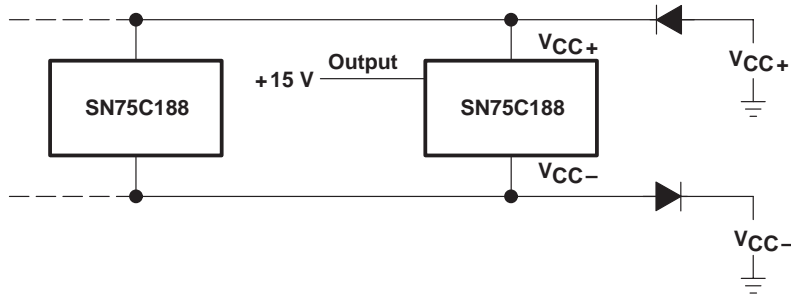 VCC+
VCC+
Output
+15 V
SN75C188
SN75C188
VCC−
VCC−